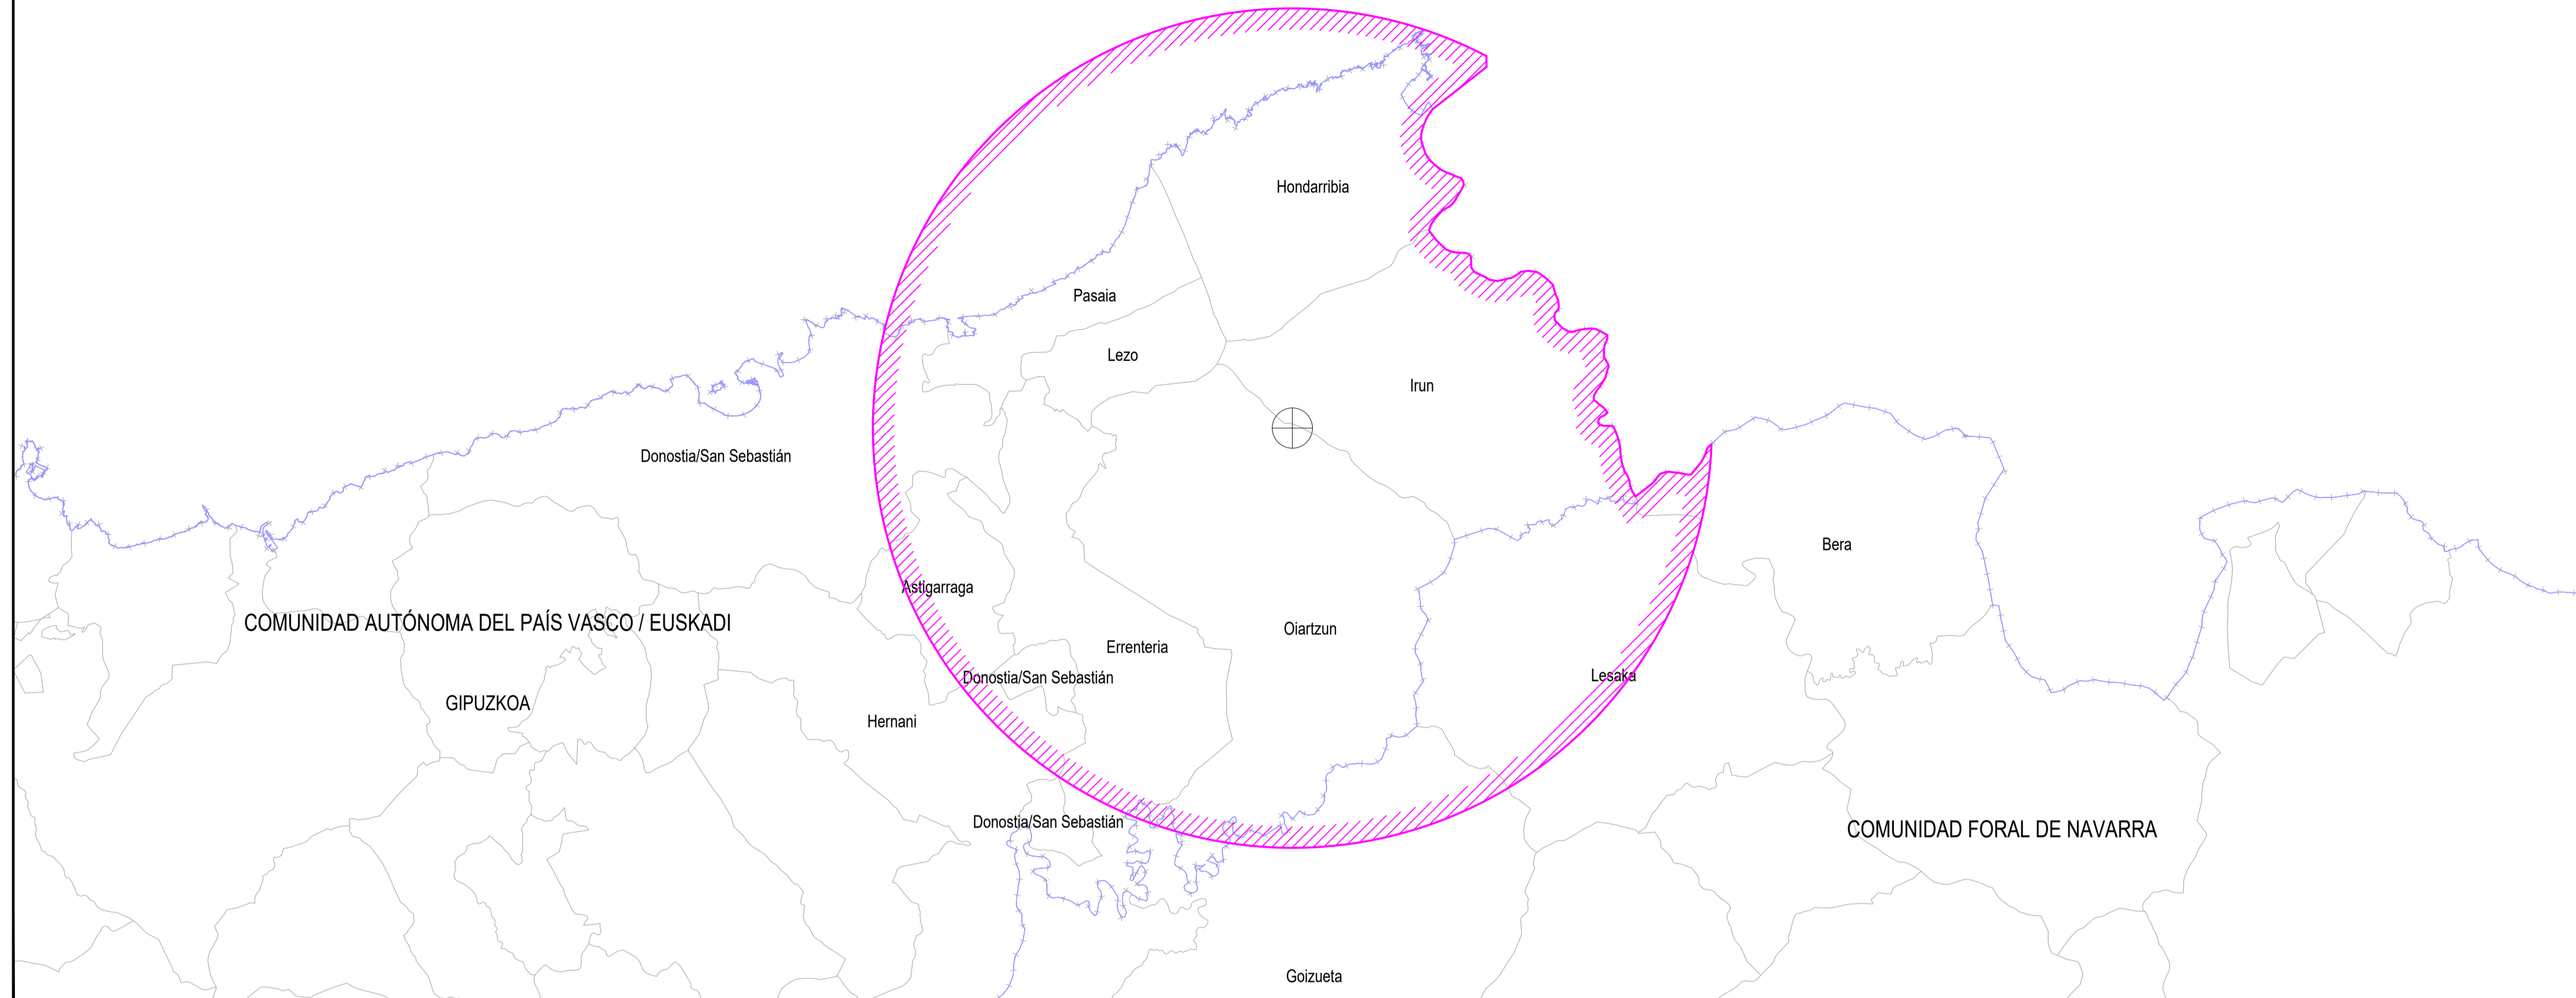 Hondarribia
Pasaia
Lezo
Irun
Donostia/San Sebastián
Bera
Astigarraga
COMUNIDAD AUTÓNOMA DEL PAÍS VASCO / EUSKADI
Oiartzun
Errenteria
Donostia/San Sebastián
Lesaka
GIPUZKOA
Hernani
Donostia/San Sebastián
COMUNIDAD FORAL DE NAVARRA
Goizueta